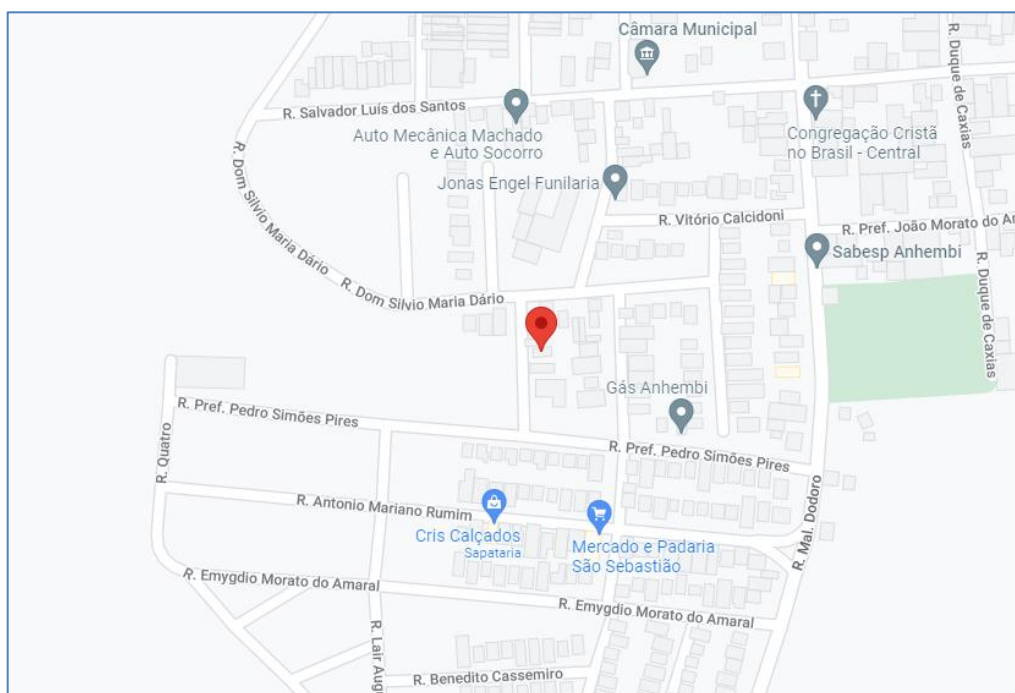 Câmara Municipal
R. Duque de Caxias
R. Salvador Luís dos Santos
Auto Mecânica Machado
e Auto Socorro
Congregação Cristã
no Brasil - Central
R. Dom Silvio Maria Dário
Jonas Engel Funilaria
R. Vitório Calcidoni
R. Pref. João Morato do Am
Sabesp Anhembi
R. Dom Silvio Maria Dário
R. Duque de Caxias
Gás Anhembi
R. Pref. Pedro Simões Pires
R. Pref. Pedro Simões Pires
R. Quatro
R. Antonio Mariano Rumim
Cris Calçados
Sapataria
Mercado e Padaria
São Sebastião
R. Mal. Dodoro
R. Emygdio Morato do Amaral
R. Emygdio Morato do Amaral
R. Lair Aug
R. Benedito Cassemiro